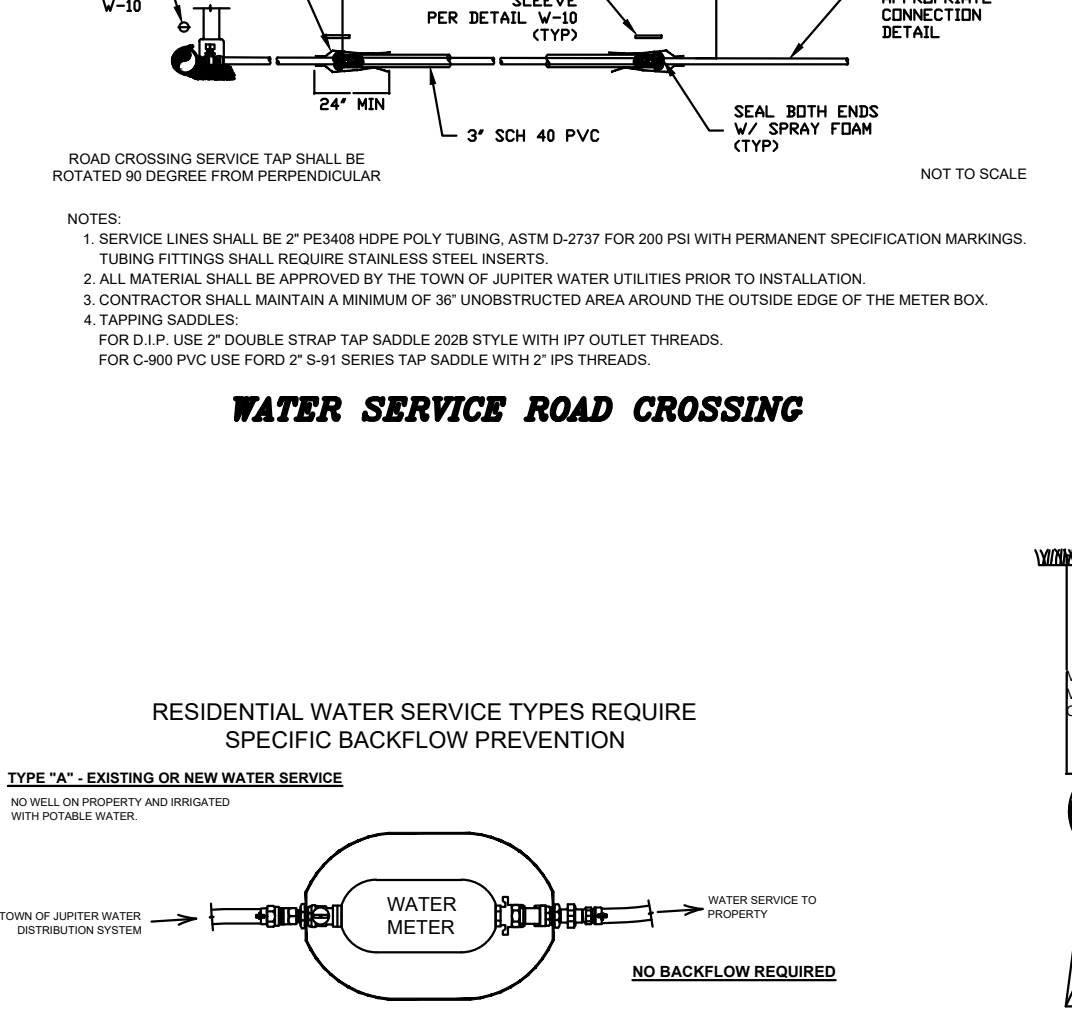 W-10
SLEEVE
PER DETAIL W-10
(TYP)
APPROPRIATE
CONNECTION
DETAIL
24" MIN
3" SCH 40 PVC
SEAL BOTH ENDS
W/ SPRAY FOAM
(TYP)
ROAD CROSSING SERVICE TAP SHALL BE
ROTATED 90 DEGREE FROM PERPENDICULAR
NOT TO SCALE
NOTES:
1. SERVICE LINES SHALL BE 2" PE3408 HDPE POLY TUBING, ASTM D-2737 FOR 200 PSI WITH PERMANENT SPECIFICATION MARKINGS.
TUBING FITTINGS SHALL REQUIRE STAINLESS STEEL INSERTS.
2. ALL MATERIAL SHALL BE APPROVED BY THE TOWN OF JUPITER WATER UTILITIES PRIOR TO INSTALLATION.
3. CONTRACTOR SHALL MAINTAIN A MINIMUM OF 36” UNOBSTRUCTED AREA AROUND THE OUTSIDE EDGE OF THE METER BOX.
4. TAPPING SADDLES:
FOR D.I.P. USE 2" DOUBLE STRAP TAP SADDLE 202B STYLE WITH IP7 OUTLET THREADS.
FOR C-900 PVC USE FORD 2" S-91 SERIES TAP SADDLE WITH 2” IPS THREADS.
WATER SERVICE ROAD CROSSING
RESIDENTIAL WATER SERVICE TYPES REQUIRE
SPECIFIC BACKFLOW PREVENTION
TYPE "A" - EXISTING OR NEW WATER SERVICE
NO WELL ON PROPERTY AND IRRIGATED
WITH POTABLE WATER.
WATER
METER
TOWN OF JUPITER WATER
DISTRIBUTION SYSTEM
WATER SERVICE TO
PROPERTY
NO BACKFLOW REQUIRED